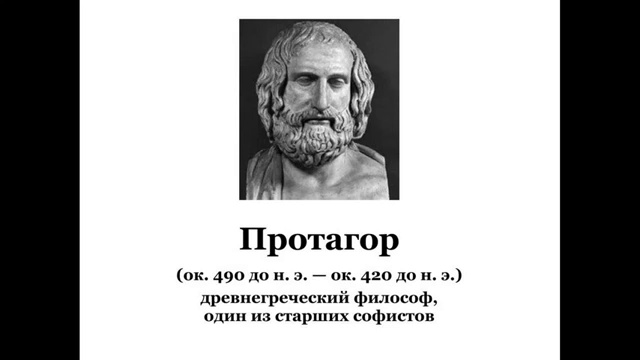 Протагор
(ок. 490 до н. э. — ок. 420 до н. э.)
древнегреческий философ,
один из старших софистов